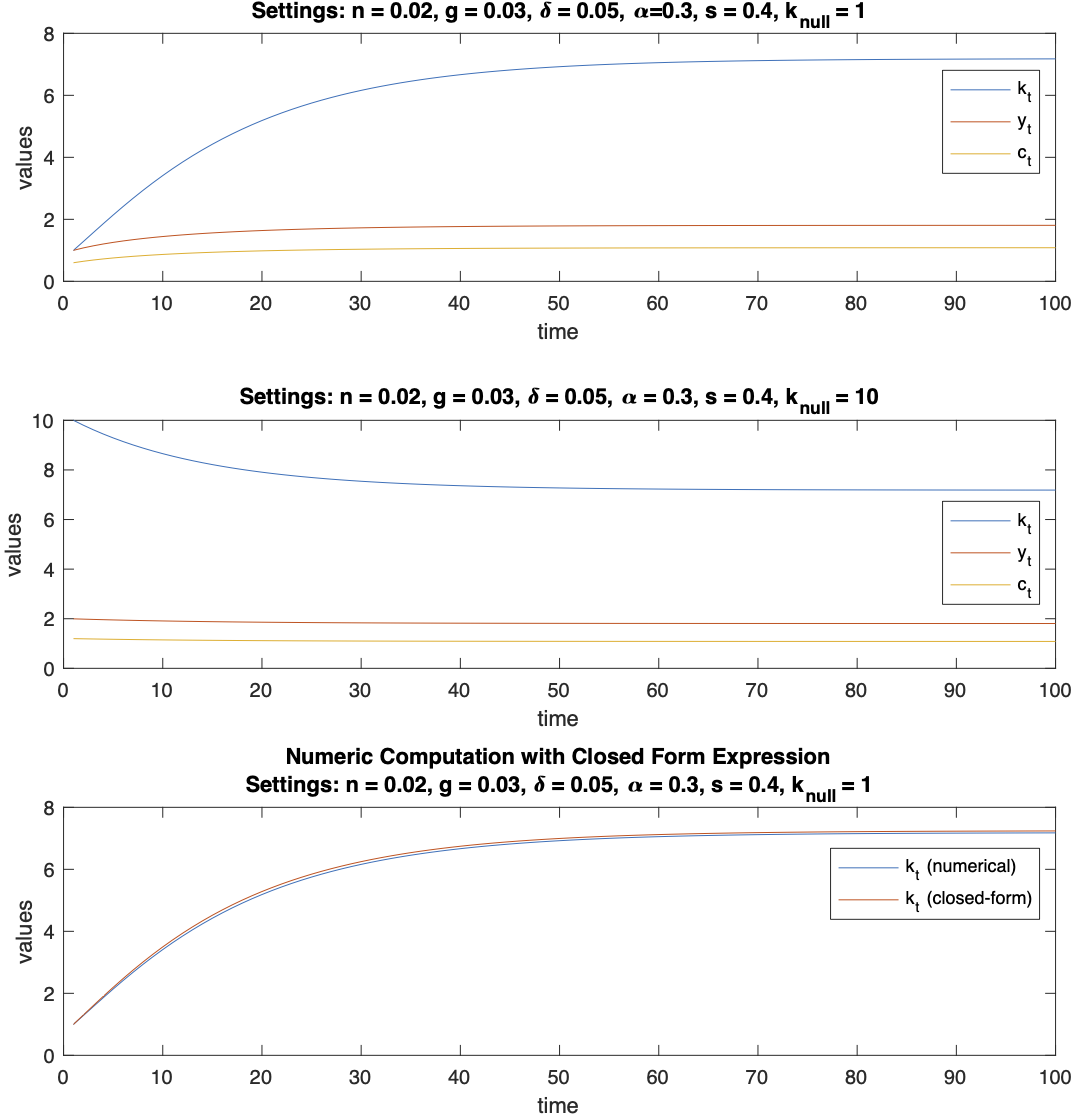 Settings: n = 0.02, g = 0.03, δ = 0.05, α=0.3, s = 0.4, k_null = 1
8
6
4
2
0
values
k_t
y_t
c_t
0 10 20 30 40 50 60 70 80 90 100
time
Settings: n = 0.02, g = 0.03, δ = 0.05, α = 0.3, s = 0.4, k_null = 10
10
8
6
4
2
0
values
k_t
y_t
c_t
0 10 20 30 40 50 60 70 80 90 100
time
Numeric Computation with Closed Form Expression
Settings: n = 0.02, g = 0.03, δ = 0.05, α = 0.3, s = 0.4, k_null = 1
8
6
4
2
0
values
k_t (numerical)
k_t (closed-form)
0 10 20 30 40 50 60 70 80 90 100
time